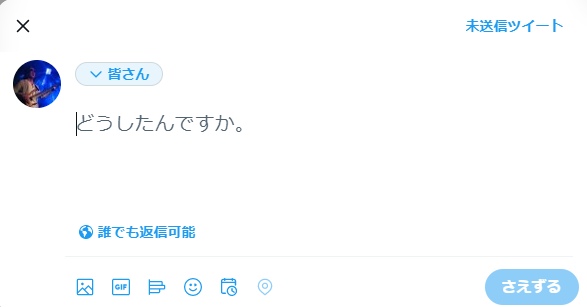 未送信ツイート
皆さん
どうしたんですか。
誰でも返信可能
GIF
さえずる